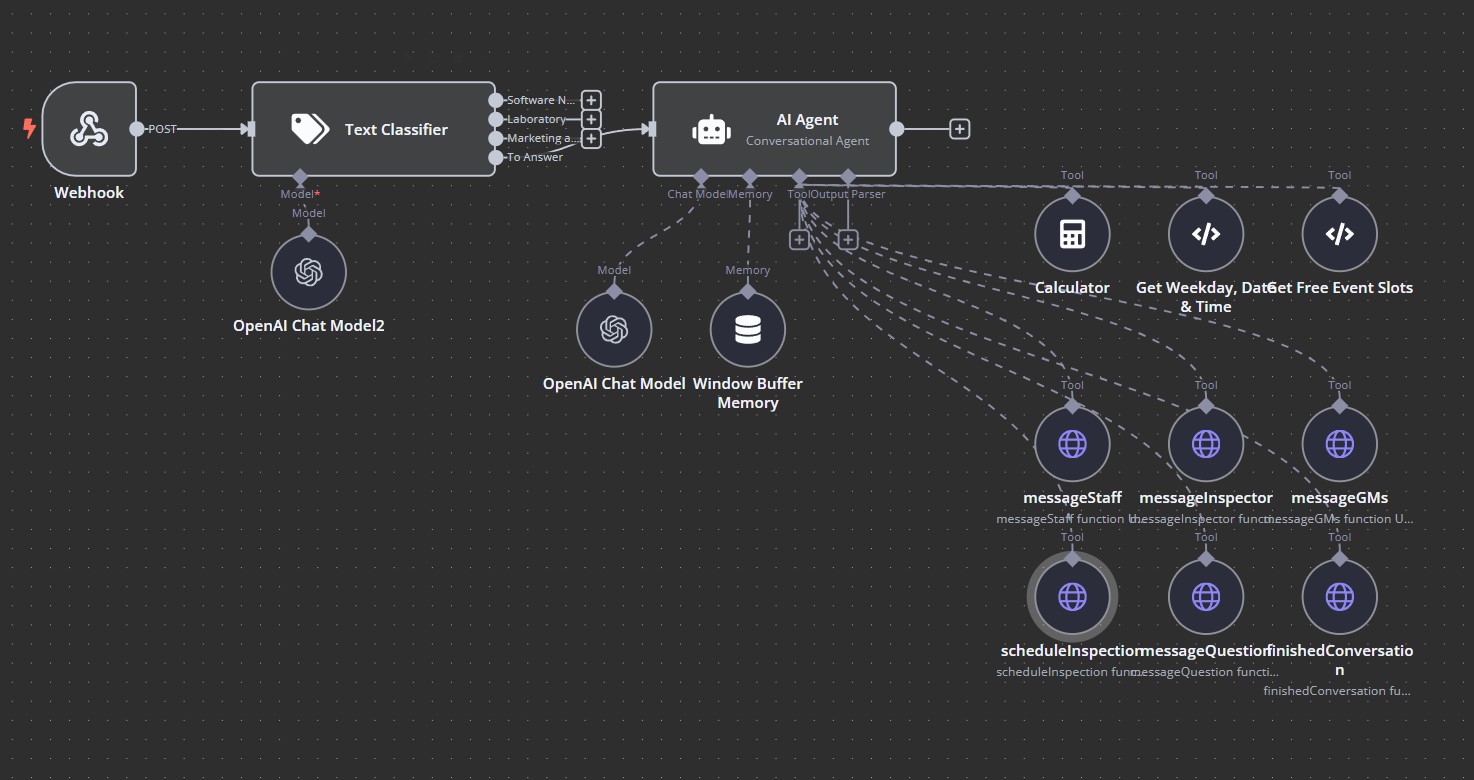 POST
Webhook
Text Classifier
Software N...
Laboratory
Marketing a...
To Answer
Model*
Model
OpenAI Chat Model2
AI Agent
Conversational Agent
Chat Model
Memory
Tool
Output Parser
Model
OpenAI Chat Model
Memory
Window Buffer
Memory
Tool
Calculator
Tool
Get Weekday, Date
& Time
Tool
Get Free Event Slots
Tool
messageStaff
messageStaff function U...
Tool
messageInspector
messageInspector functi...
Tool
messageGMs
messageGMs function U...
Tool
scheduleInspection
scheduleInspection func...
Tool
messageQuestion
messageQuestion functi...
Tool
finishedConversatio
n
finishedConversation fu...